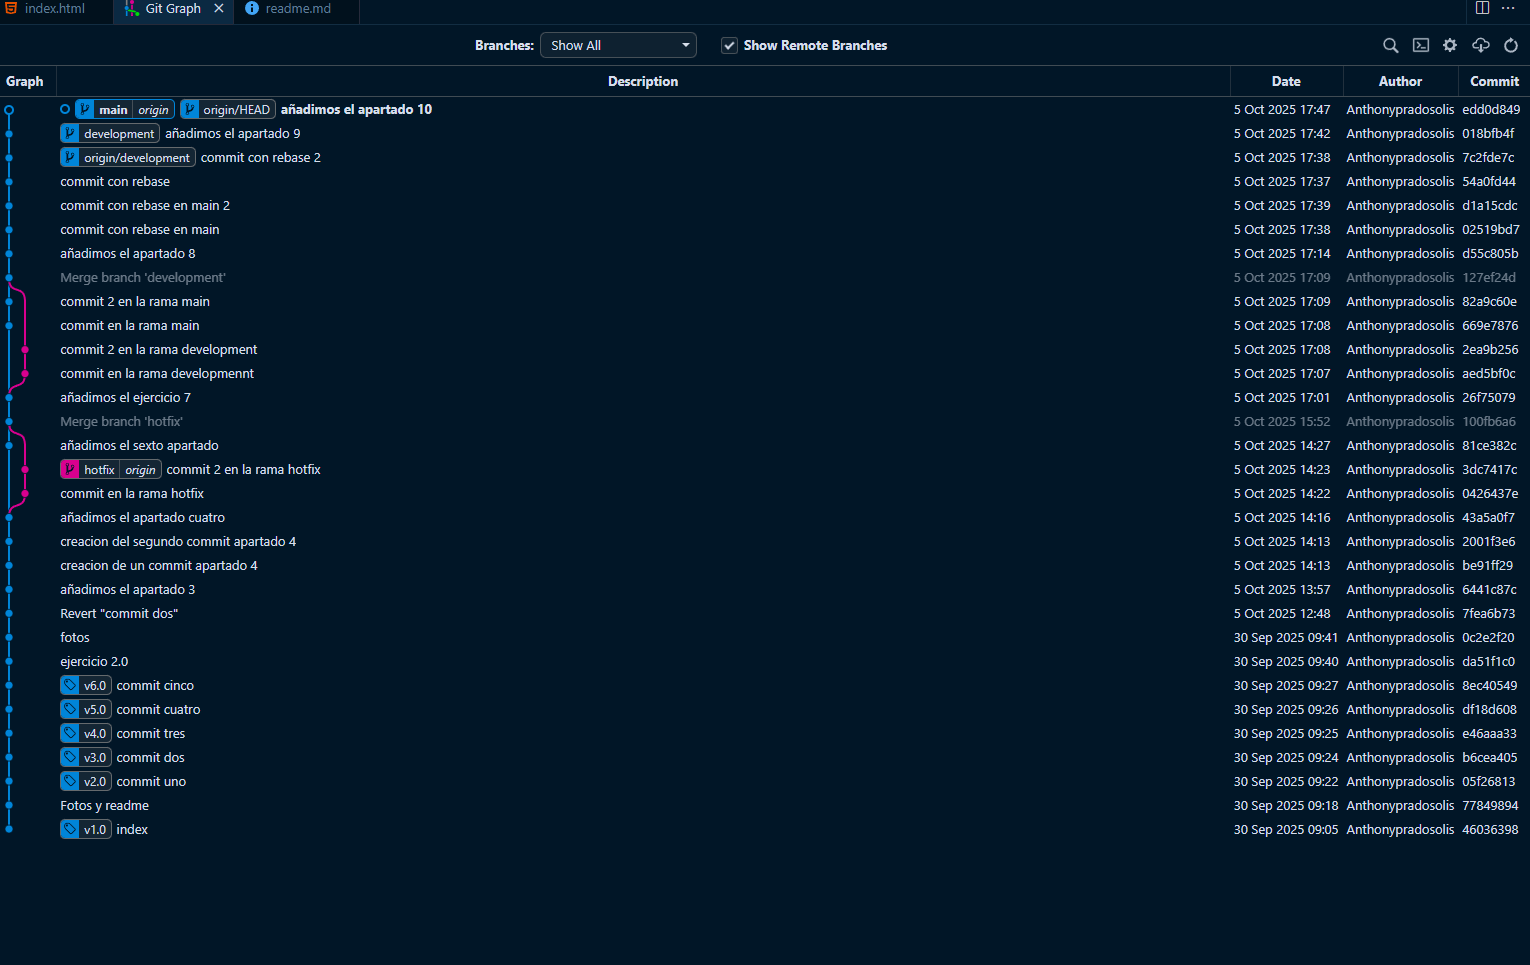 index.html Git Graph readme.md
Branches: Show All Show Remote Branches
Graph Description Date Author Commit
main origin origin/HEAD añadimos el apartado 10 5 Oct 2025 17:47 Anthonypradosolis edd0d849
development añadimos el apartado 9 5 Oct 2025 17:42 Anthonypradosolis 018bfb4f
origin/development commit con rebase 2 5 Oct 2025 17:38 Anthonypradosolis 7c2fde7c
commit con rebase 5 Oct 2025 17:37 Anthonypradosolis 54a0fd44
commit con rebase en main 2 5 Oct 2025 17:39 Anthonypradosolis d1a15cdc
commit con rebase en main 5 Oct 2025 17:38 Anthonypradosolis 02519bd7
añadimos el apartado 8 5 Oct 2025 17:14 Anthonypradosolis d55c805b
Merge branch 'development' 5 Oct 2025 17:09 Anthonypradosolis 127ef24d
commit 2 en la rama main 5 Oct 2025 17:09 Anthonypradosolis 82a9c60e
commit en la rama main 5 Oct 2025 17:08 Anthonypradosolis 669e7876
commit 2 en la rama development 5 Oct 2025 17:08 Anthonypradosolis 2ea9b256
commit en la rama developmennt 5 Oct 2025 17:07 Anthonypradosolis aed5bf0c
añadimos el ejercicio 7 5 Oct 2025 17:01 Anthonypradosolis 26f75079
Merge branch 'hotfix' 5 Oct 2025 15:52 Anthonypradosolis 100fb6a6
añadimos el sexto apartado 5 Oct 2025 14:27 Anthonypradosolis 81ce382c
hotfix origin commit 2 en la rama hotfix 5 Oct 2025 14:23 Anthonypradosolis 3dc7417c
commit en la rama hotfix 5 Oct 2025 14:22 Anthonypradosolis 0426437e
añadimos el apartado cuatro 5 Oct 2025 14:16 Anthonypradosolis 43a5a0f7
creacion del segundo commit apartado 4 5 Oct 2025 14:13 Anthonypradosolis 2001f3e6
creacion de un commit apartado 4 5 Oct 2025 14:13 Anthonypradosolis be91ff29
añadimos el apartado 3 5 Oct 2025 13:57 Anthonypradosolis 6441c87c
Revert "commit dos" 5 Oct 2025 12:48 Anthonypradosolis 7fea6b73
fotos 30 Sep 2025 09:41 Anthonypradosolis 0c2e2f20
ejercicio 2.0 30 Sep 2025 09:40 Anthonypradosolis da51f1c0
v6.0 commit cinco 30 Sep 2025 09:27 Anthonypradosolis 8ec40549
v5.0 commit cuatro 30 Sep 2025 09:26 Anthonypradosolis df18d608
v4.0 commit tres 30 Sep 2025 09:25 Anthonypradosolis e46aaa33
v3.0 commit dos 30 Sep 2025 09:24 Anthonypradosolis b6cea405
v2.0 commit uno 30 Sep 2025 09:22 Anthonypradosolis 05f26813
Fotos y readme 30 Sep 2025 09:18 Anthonypradosolis 77849894
v1.0 index 30 Sep 2025 09:05 Anthonypradosolis 46036398